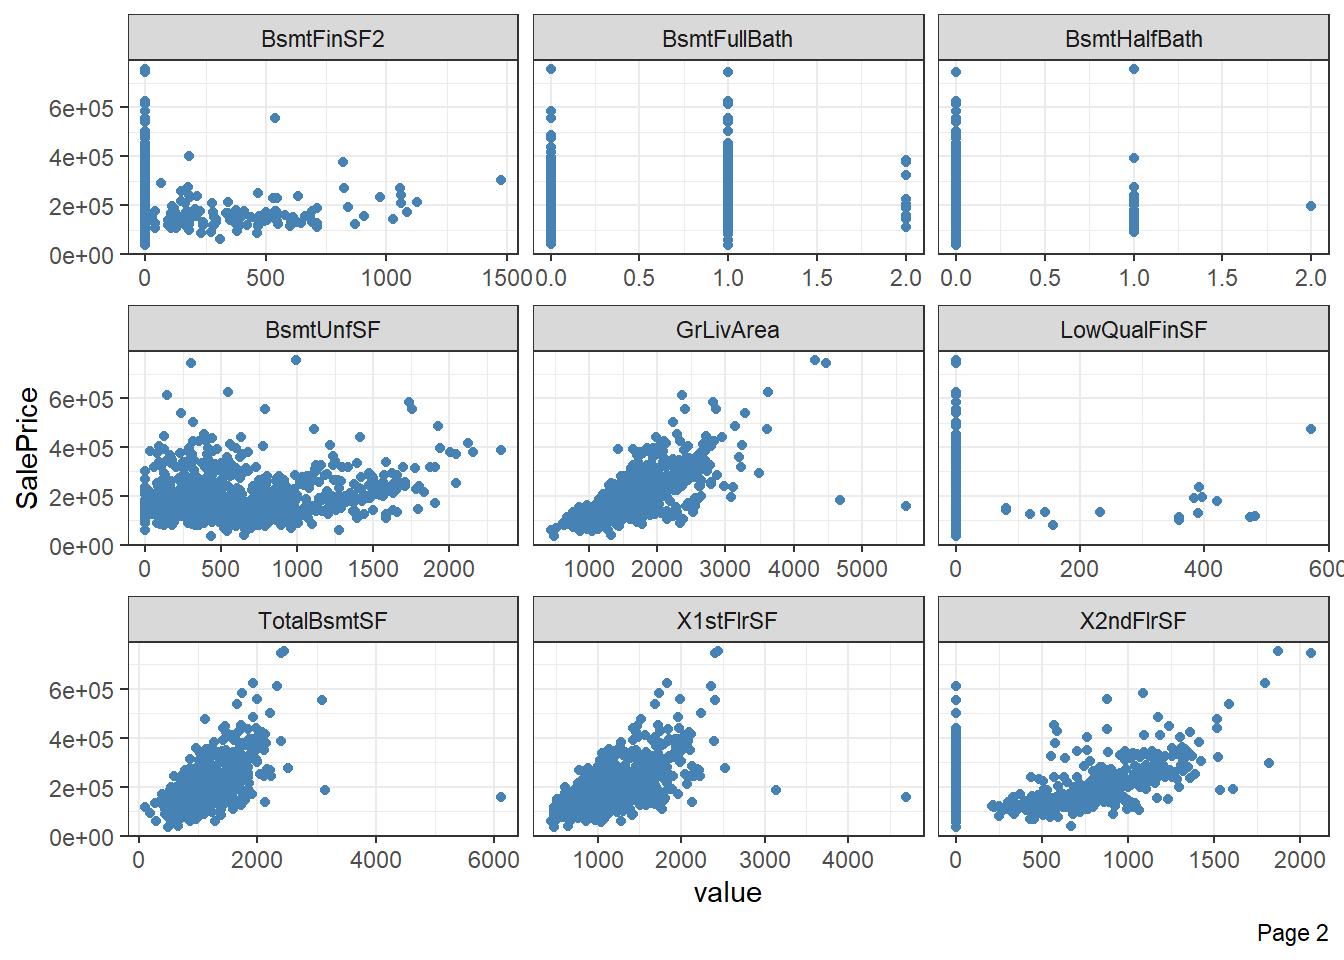 BsmtFinSF2 BsmtFullBath BsmtHalfBath
6e+05
4e+05
2e+05
0e+00
0 500 1000 1500 0.0 0.5 1.0 1.5 2.0 0.0 0.5 1.0 1.5 2.0
BsmtUnfSF GrLivArea LowQualFinSF
6e+05
4e+05
2e+05
0e+00
0 500 1000 1500 2000 1000 2000 3000 4000 5000 0 200 400 600
SalePrice
TotalBsmtSF X1stFlrSF X2ndFlrSF
6e+05
4e+05
2e+05
0e+00
0 2000 4000 6000 1000 2000 3000 4000 0 500 1000 1500 2000
value
Page 2